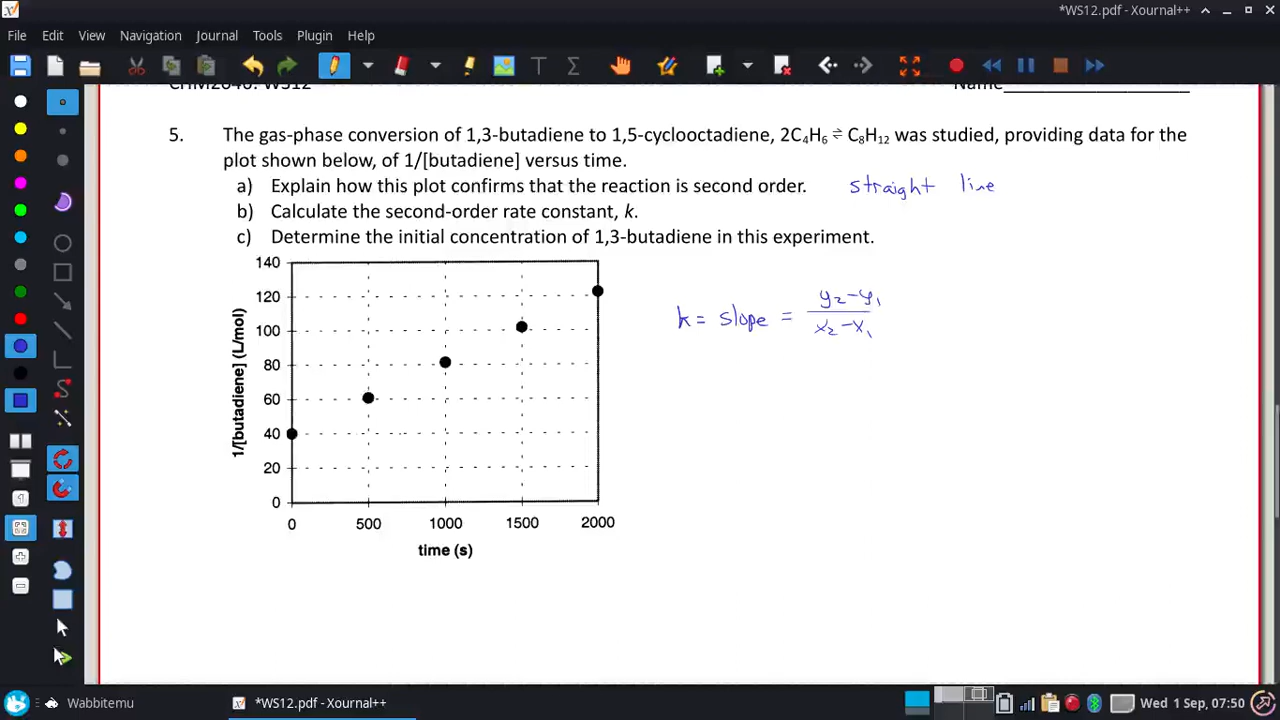 *WS12.pdf - Xournal++
File Edit View Navigation Journal Tools Plugin Help
CHM2046: WS12 Name
5. The gas-phase conversion of 1,3-butadiene to 1,5-cyclooctadiene, 2C₄H₆ ⇌ C₈H₁₂ was studied, providing data for the
plot shown below, of 1/[butadiene] versus time.
a) Explain how this plot confirms that the reaction is second order. straight line
b) Calculate the second-order rate constant, k.
c) Determine the initial concentration of 1,3-butadiene in this experiment.
140
120
100
80
60
40
20
0
1/[butadiene] (L/mol)
0 500 1000 1500 2000
time (s)
k = slope = y₂-y₁
x₂-x₁
Wabbitemu *WS12.pdf - Xournal++ Wed 1 Sep, 07:50